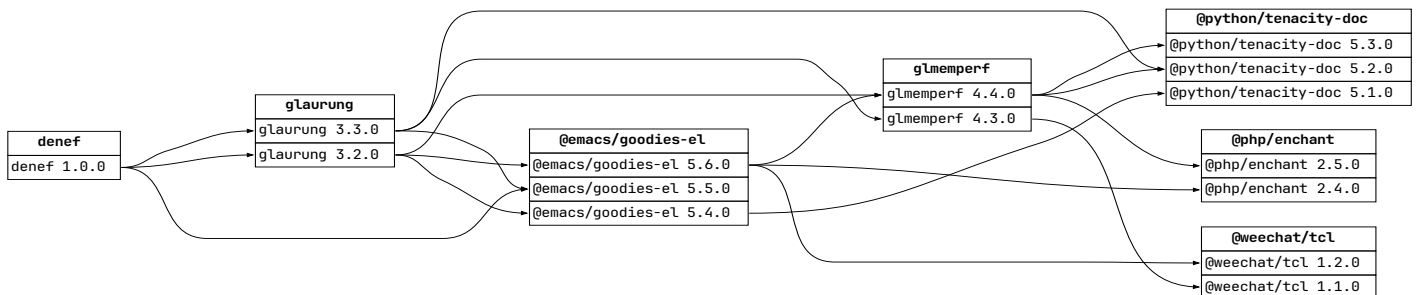 denef
denef 1.0.0
glaurung
glaurung 3.3.0
glaurung 3.2.0
@emacs/goodies-el
@emacs/goodies-el 5.6.0
@emacs/goodies-el 5.5.0
@emacs/goodies-el 5.4.0
glmemperf
glmemperf 4.4.0
glmemperf 4.3.0
@python/tenacity-doc
@python/tenacity-doc 5.3.0
@python/tenacity-doc 5.2.0
@python/tenacity-doc 5.1.0
@php/enchant
@php/enchant 2.5.0
@php/enchant 2.4.0
@weechat/tcl
@weechat/tcl 1.2.0
@weechat/tcl 1.1.0